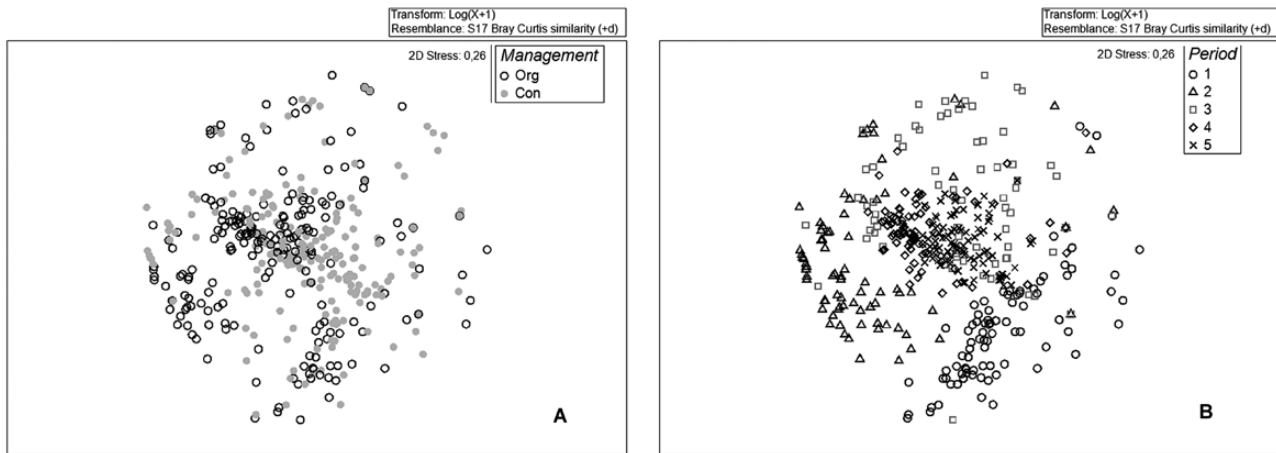 Transform: Log(X+1)
Resemblance: S17 Bray Curtis similarity (+d)
2D Stress: 0,26
Management
Org
Con
A
Transform: Log(X+1)
Resemblance: S17 Bray Curtis similarity (+d)
2D Stress: 0,26
Period
1
2
3
4
5
B